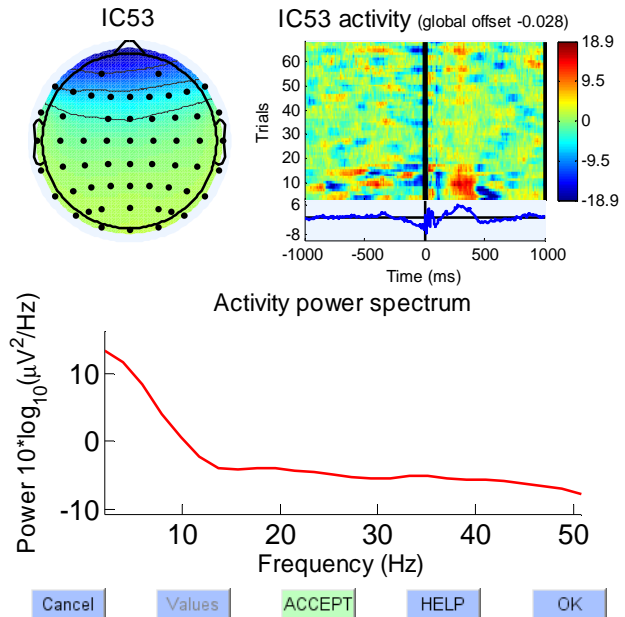 IC53
IC53 activity (global offset -0.028)
Trials
60
50
40
30
20
10
18.9
9.5
0
-9.5
-18.9
6
-8
-1000 -500 0 500 1000
Time (ms)
Activity power spectrum
Power 10*log10(μV2/Hz)
10
0
-10
10 20 30 40 50
Frequency (Hz)
Cancel Values ACCEPT HELP OK